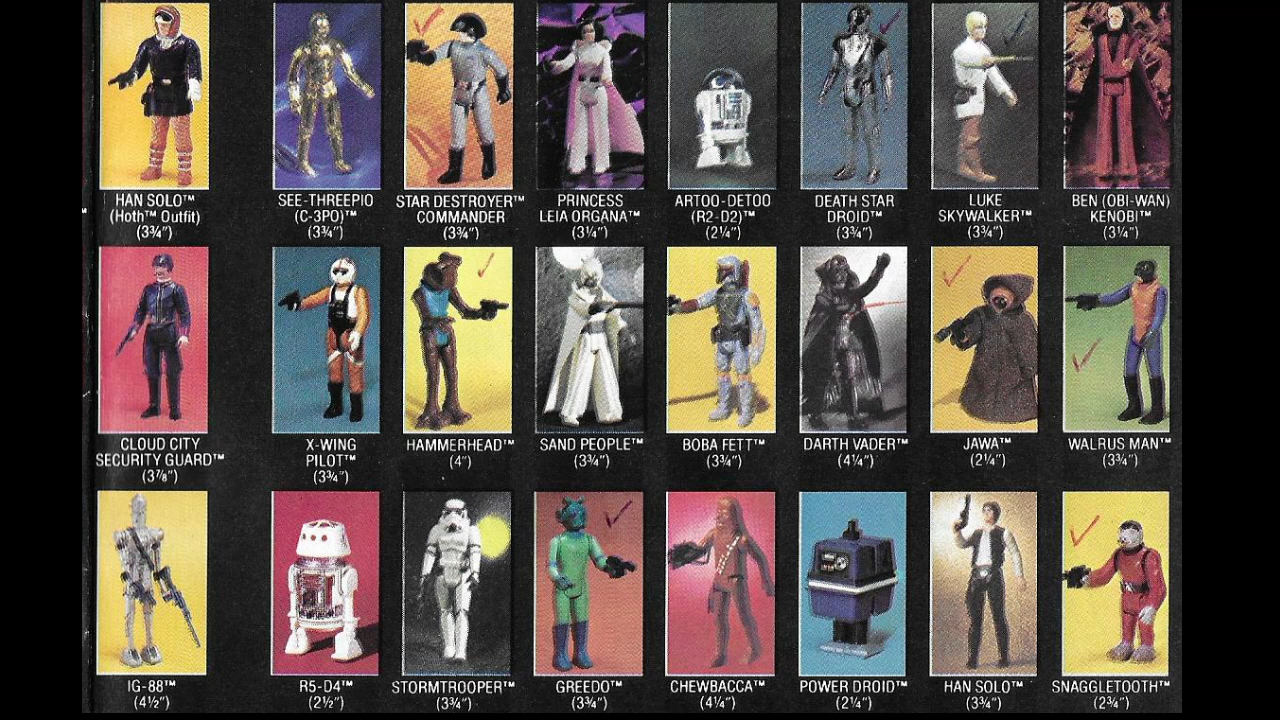 HAN SOLO™
(Hoth™ Outfit)
(3¾")
SEE-THREEPIO
(C-3PO)™
(3¾")
STAR DESTROYER™
COMMANDER
(3¾")
PRINCESS
LEIA ORGANA™
(3¼")
ARTOO-DETOO
(R2-D2)™
(2¼")
DEATH STAR
DROID™
(3¾")
LUKE
SKYWALKER™
(3¾")
BEN (OBI-WAN)
KENOBI™
(3¼")
CLOUD CITY
SECURITY GUARD™
(3⅞")
X-WING
PILOT™
(3¾")
HAMMERHEAD™
(4")
SAND PEOPLE™
(3¾")
BOBA FETT™
(3¾")
DARTH VADER™
(4¼")
JAWA™
(2¼")
WALRUS MAN™
(3¾")
IG-88™
(4½")
R5-D4™
(2½")
STORMTROOPER™
(3¾")
GREEDO™
(3¾")
CHEWBACCA™
(4¼")
POWER DROID™
(2¼")
HAN SOLO™
(3¾")
SNAGGLETOOTH™
(2¾")